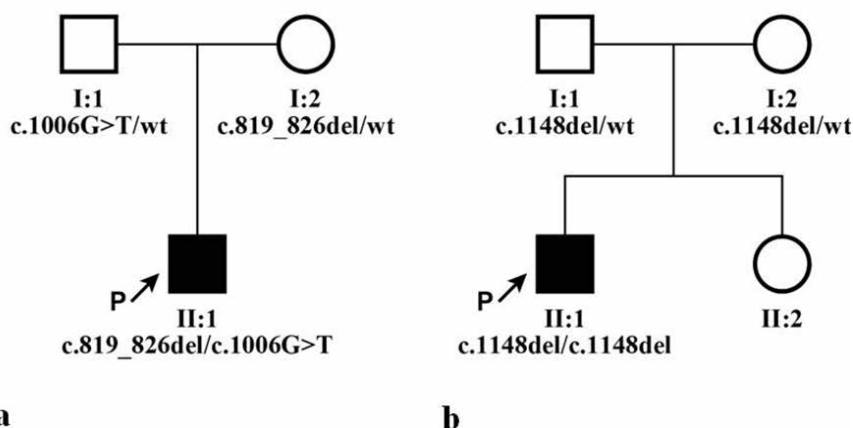 I:1 I:2
c.1006G>T/wt c.819_826del/wt
P
II:1
c.819_826del/c.1006G>T
a
I:1 I:2
c.1148del/wt c.1148del/wt
P
II:1 II:2
c.1148del/c.1148del
b